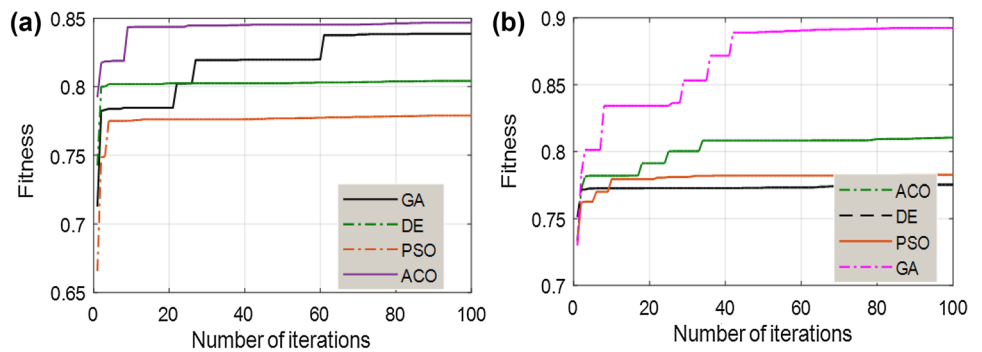 (a)
0.85
0.8
0.75
0.7
0.65
Fitness
0 20 40 60 80 100
Number of iterations
GA
DE
PSO
ACO
(b)
0.9
0.85
0.8
0.75
0.7
Fitness
0 20 40 60 80 100
Number of iterations
ACO
DE
PSO
GA